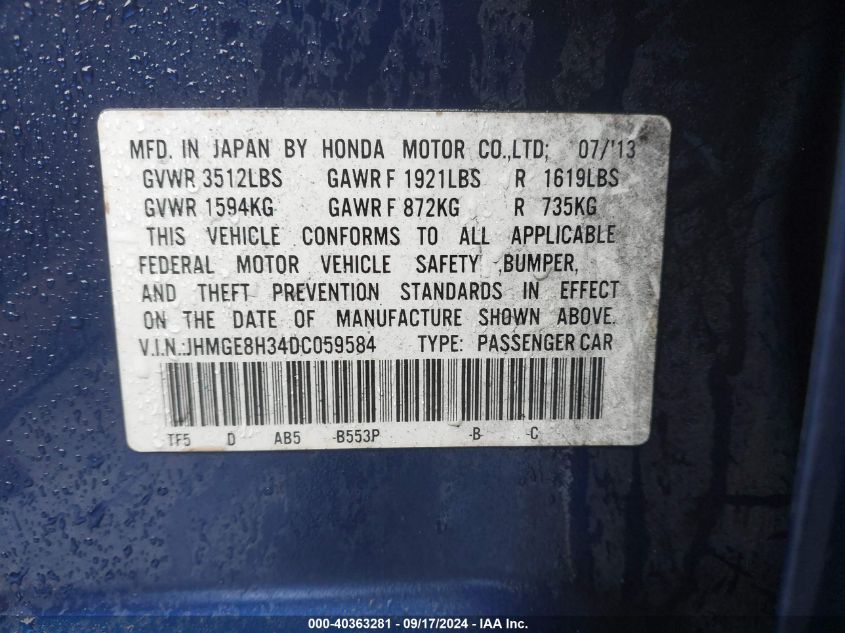 MFD. IN JAPAN BY HONDA MOTOR CO.,LTD; 07/'13
GVWR 3512LBS GAWR F 1921LBS R 1619LBS
GVWR 1594KG GAWR F 872KG R 735KG
THIS VEHICLE CONFORMS TO ALL APPLICABLE
FEDERAL MOTOR VEHICLE SAFETY ,BUMPER,
AND THEFT PREVENTION STANDARDS IN EFFECT
ON THE DATE OF MANUFACTURE SHOWN ABOVE.
V.I.N.:JHMGE8H34DC059584 TYPE: PASSENGER CAR
TF5 D AB5 -B553P -B -C
000-40363281 - 09/17/2024 - IAA Inc.